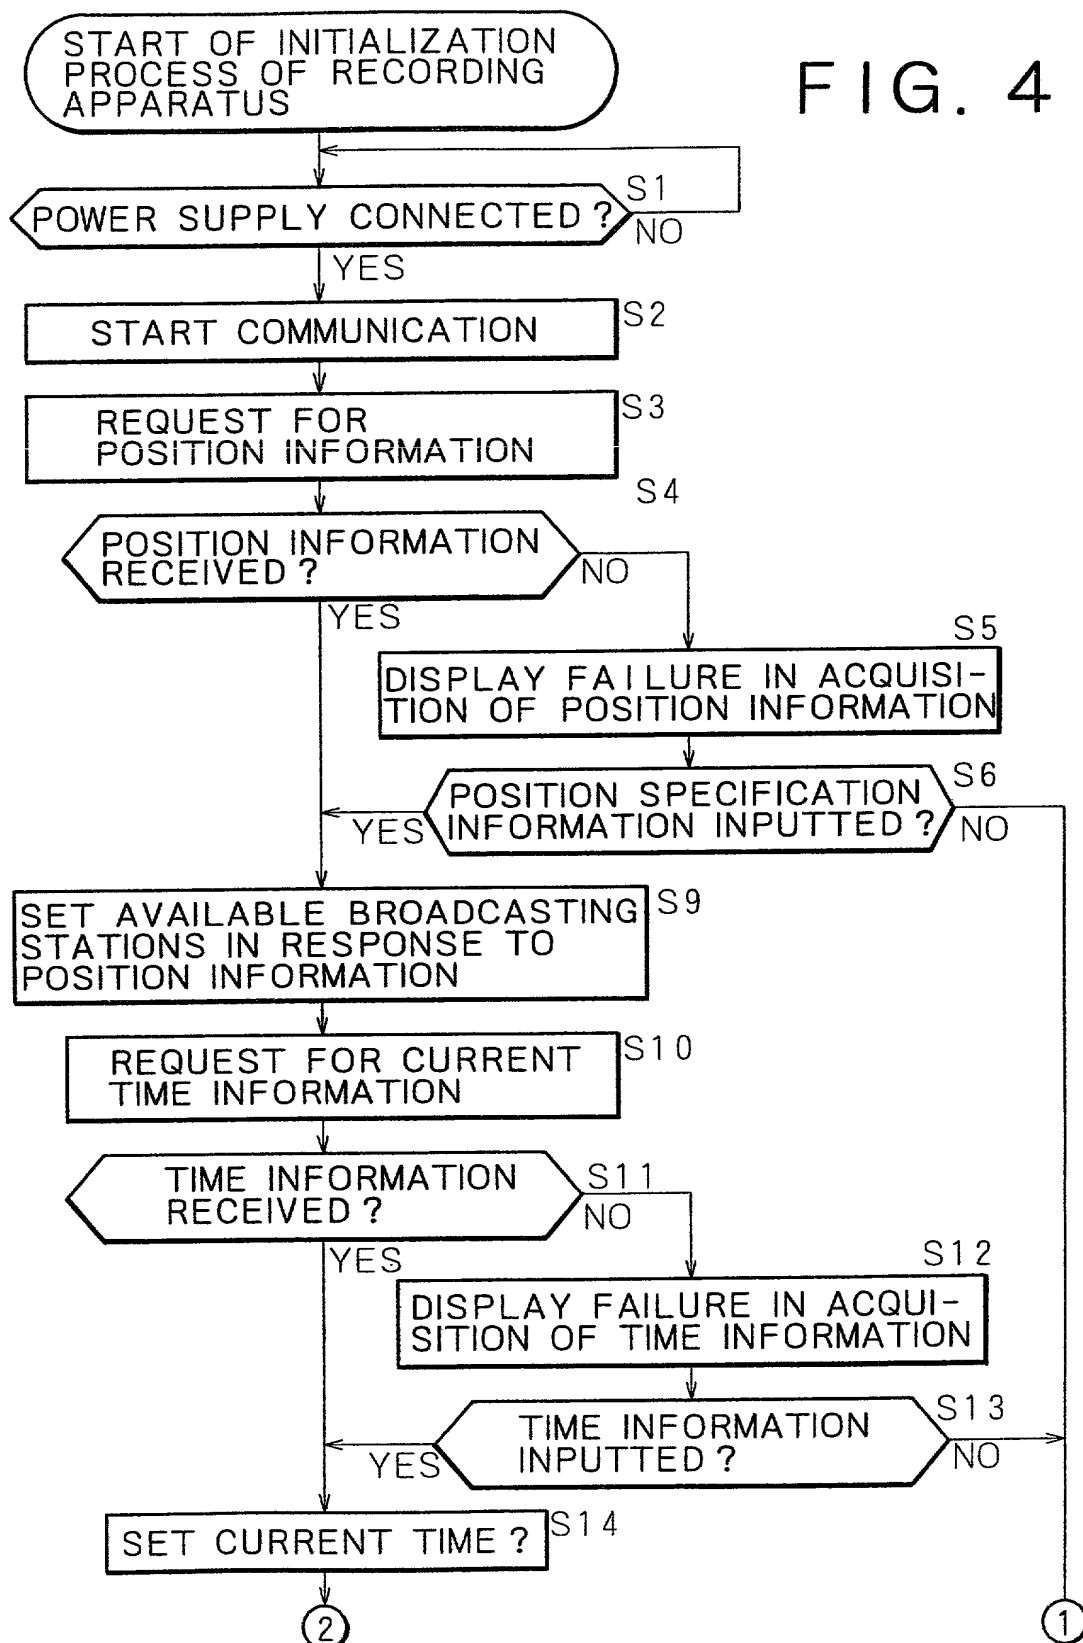 START OF INITIALIZATION
PROCESS OF RECORDING
APPARATUS
FIG. 4
S1
POWER SUPPLY CONNECTED?
NO
YES
START COMMUNICATION
S2
REQUEST FOR
POSITION INFORMATION
S3
S4
POSITION INFORMATION
RECEIVED?
NO
YES
S5
DISPLAY FAILURE IN ACQUISI-
TION OF POSITION INFORMATION
S6
POSITION SPECIFICATION
INFORMATION INPUTTED?
YES
NO
SET AVAILABLE BROADCASTING
STATIONS IN RESPONSE TO
POSITION INFORMATION
S9
REQUEST FOR CURRENT
TIME INFORMATION
S10
TIME INFORMATION
RECEIVED?
S11
NO
YES
S12
DISPLAY FAILURE IN ACQUI-
SITION OF TIME INFORMATION
TIME INFORMATION
INPUTTED?
S13
YES
NO
SET CURRENT TIME?
S14
2
1